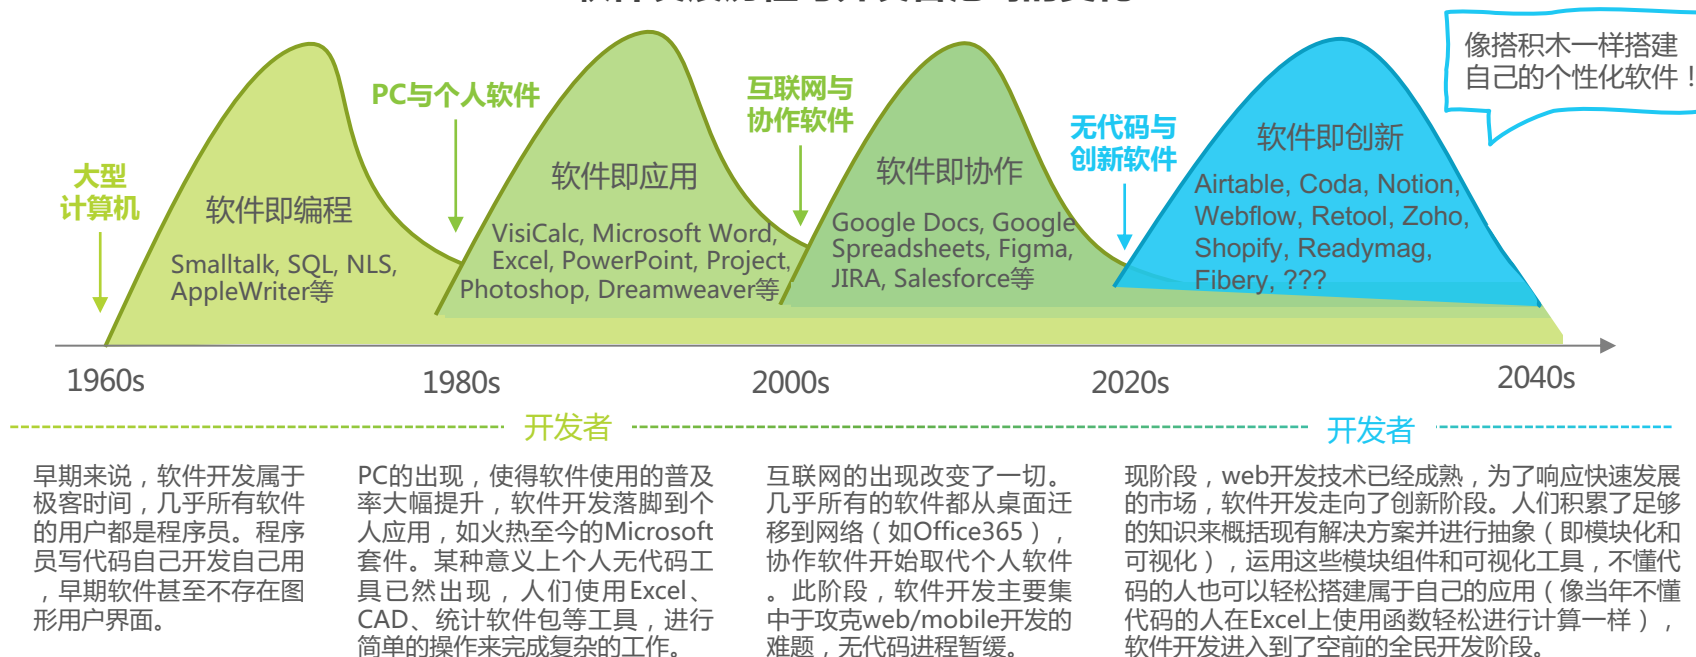 像搭积木一样搭建
自己的个性化软件！
大型
计算机
PC与个人软件
互联网与
协作软件
无代码与
创新软件
软件即编程
Smalltalk, SQL, NLS,
AppleWriter等
软件即应用
VisiCalc, Microsoft Word,
Excel, PowerPoint, Project,
Photoshop, Dreamweaver等
软件即协作
Google Docs, Google
Spreadsheets, Figma,
JIRA, Salesforce等
软件即创新
Airtable, Coda, Notion,
Webflow, Retool, Zoho,
Shopify, Readymag,
Fibery, ???
1960s
1980s
2000s
2020s
2040s
开发者
开发者
早期来说，软件开发属于
极客时间，几乎所有软件
的用户都是程序员。程序
员写代码自己开发自己用
，早期软件甚至不存在图
形用户界面。
PC的出现，使得软件使用的普及
率大幅提升，软件开发落脚到个
人应用，如火热至今的Microsoft
套件。某种意义上个人无代码工
具已然出现，人们使用Excel、
CAD、统计软件包等工具，进行
简单的操作来完成复杂的工作。
互联网的出现改变了一切。
几乎所有的软件都从桌面迁
移到网络（如Office365），
协作软件开始取代个人软件
。此阶段，软件开发主要集
中于攻克web/mobile开发的
难题，无代码进程暂缓。
现阶段，web开发技术已经成熟，为了响应快速发展
的市场，软件开发走向了创新阶段。人们积累了足够
的知识来概括现有解决方案并进行抽象（即模块化和
可视化），运用这些模块组件和可视化工具，不懂代
码的人也可以轻松搭建属于自己的应用（像当年不懂
代码的人在Excel上使用函数轻松进行计算一样），
软件开发进入到了空前的全民开发阶段。